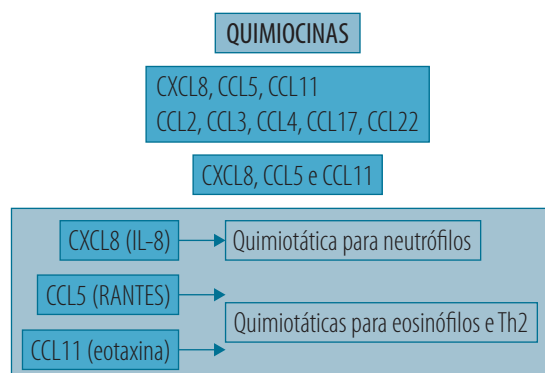 QUIMIOCINAS
CXCL8, CCL5, CCL11
CCL2, CCL3, CCL4, CCL17, CCL22
CXCL8, CCL5 e CCL11
CXCL8 (IL-8)
Quimiotática para neutrófilos
CCL5 (RANTES)
Quimiotáticas para eosinófilos e Th2
CCL11 (eotaxina)